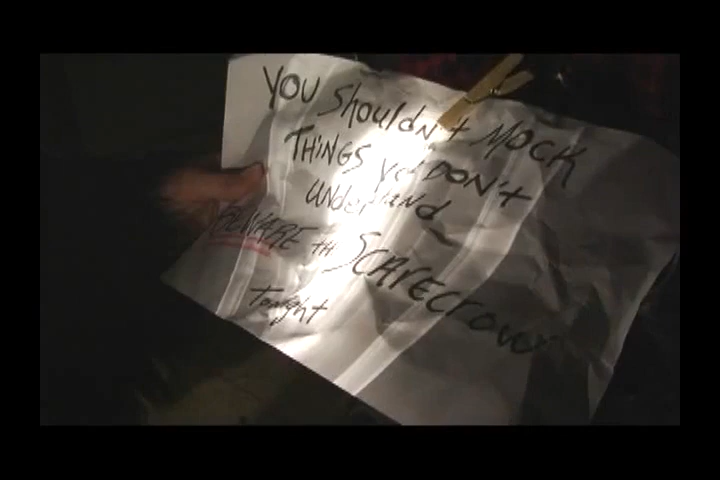 YOU Shouldn't MOCK
THINGS you DON'T
UNDERstand
BEWARE the Scarecrow
Tonight